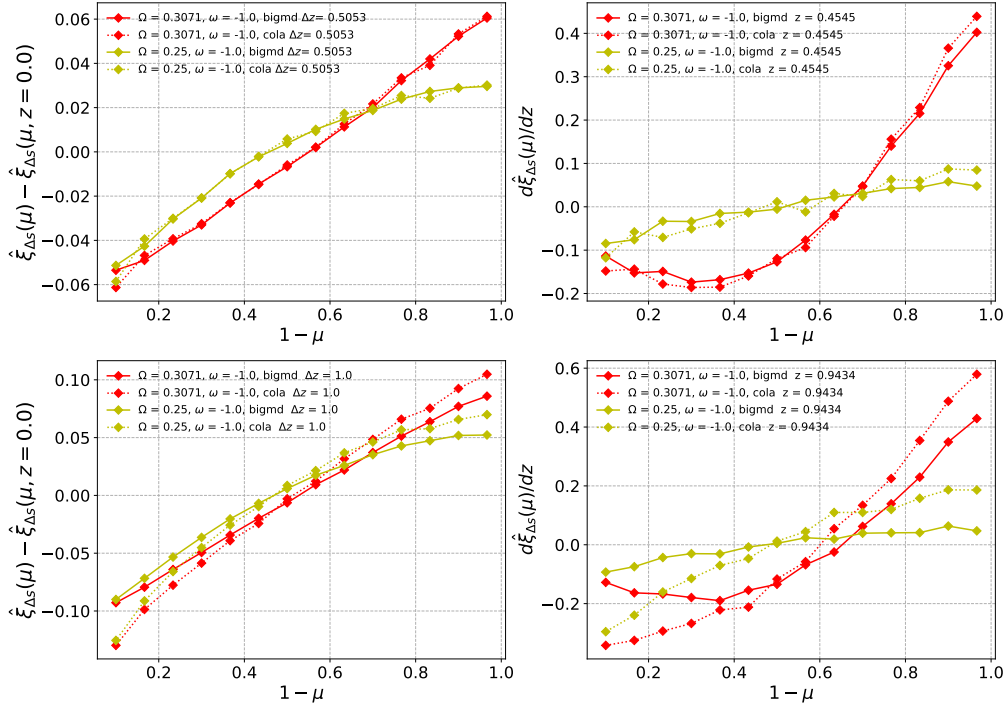 ξ̂_Δs(μ) − ξ̂_Δs(μ, z = 0.0)
0.06
0.04
0.02
0.00
−0.02
−0.04
−0.06
Ω = 0.3071, ω = -1.0, bigmd Δz= 0.5053
Ω = 0.3071, ω = -1.0, cola Δz= 0.5053
Ω = 0.25, ω = -1.0, bigmd Δz= 0.5053
Ω = 0.25, ω = -1.0, cola Δz= 0.5053
0.2 0.4 0.6 0.8 1.0
1 − μ
dξ̂_Δs(μ)/dz
0.4
0.3
0.2
0.1
0.0
−0.1
−0.2
Ω = 0.3071, ω = -1.0, bigmd z = 0.4545
Ω = 0.3071, ω = -1.0, cola z = 0.4545
Ω = 0.25, ω = -1.0, bigmd z = 0.4545
Ω = 0.25, ω = -1.0, cola z = 0.4545
0.2 0.4 0.6 0.8 1.0
1 − μ
ξ̂_Δs(μ) − ξ̂_Δs(μ, z = 0.0)
0.10
0.05
0.00
−0.05
−0.10
Ω = 0.3071, ω = -1.0, bigmd Δz = 1.0
Ω = 0.3071, ω = -1.0, cola Δz = 1.0
Ω = 0.25, ω = -1.0, bigmd Δz = 1.0
Ω = 0.25, ω = -1.0, cola Δz = 1.0
0.2 0.4 0.6 0.8 1.0
1 − μ
dξ̂_Δs(μ)/dz
0.6
0.4
0.2
0.0
−0.2
Ω = 0.3071, ω = -1.0, bigmd z = 0.9434
Ω = 0.3071, ω = -1.0, cola z = 0.9434
Ω = 0.25, ω = -1.0, bigmd z = 0.9434
Ω = 0.25, ω = -1.0, cola z = 0.9434
0.2 0.4 0.6 0.8 1.0
1 − μ